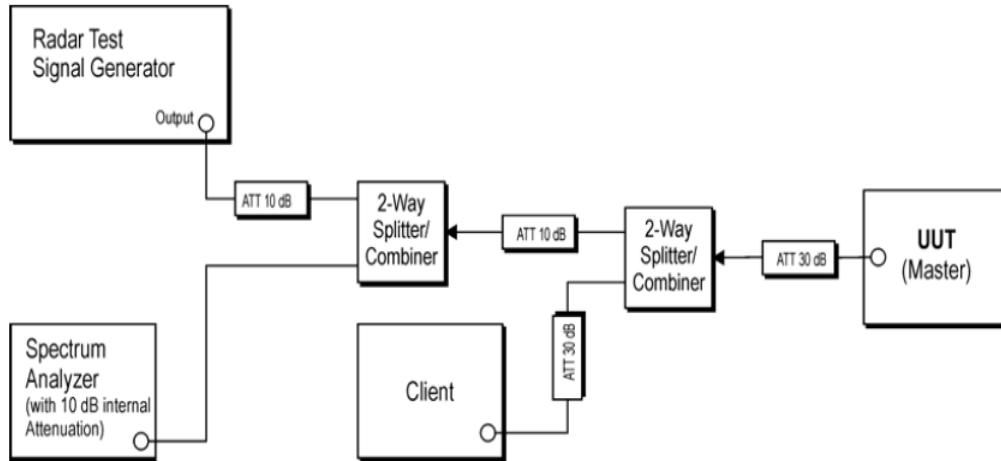 Radar Test
Signal Generator
Output
ATT 10 dB
2-Way
Splitter/
Combiner
ATT 10 dB
2-Way
Splitter/
Combiner
ATT 30 dB
UUT
(Master)
Spectrum
Analyzer
(with 10 dB internal
Attenuation)
Client
ATT 30 dB